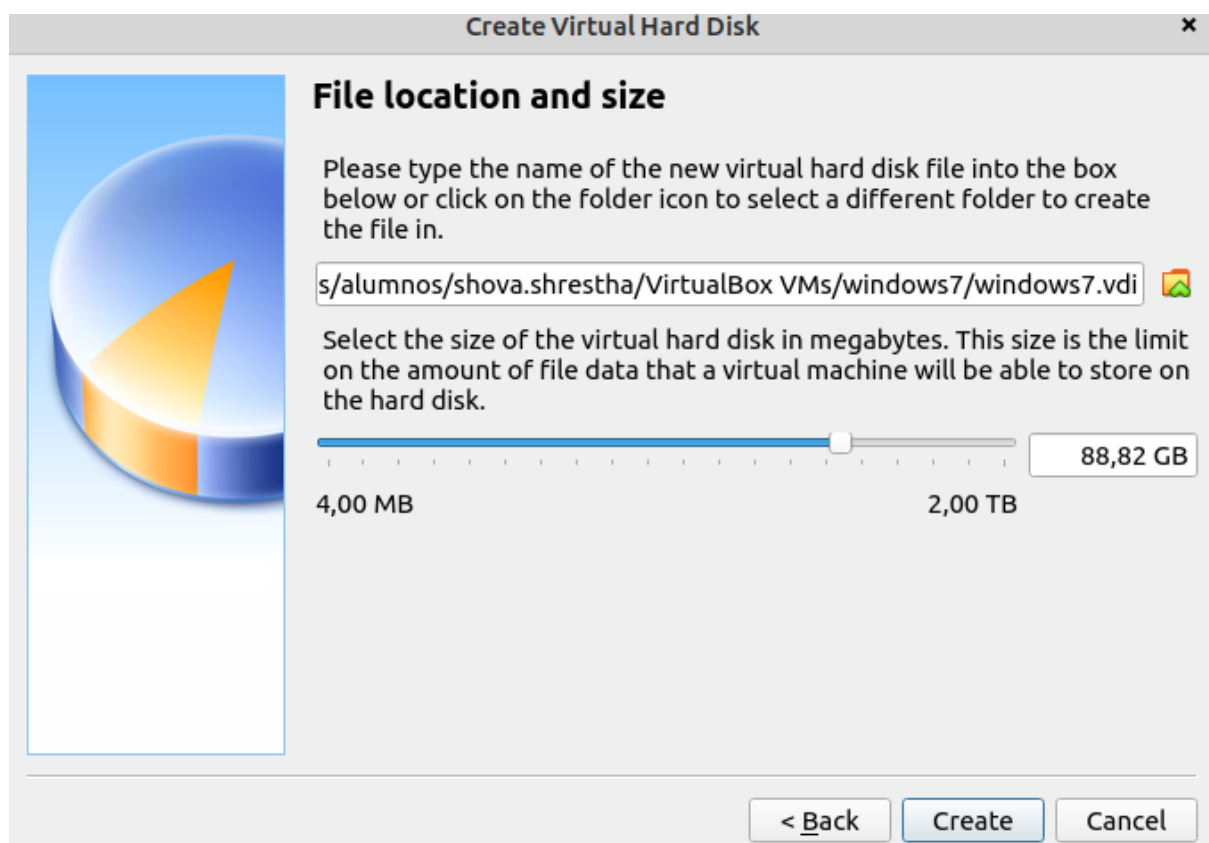 Create Virtual Hard Disk
File location and size
Please type the name of the new virtual hard disk file into the box
below or click on the folder icon to select a different folder to create
the file in.
s/alumnos/shova.shrestha/VirtualBox VMs/windows7/windows7.vdi
Select the size of the virtual hard disk in megabytes. This size is the limit
on the amount of file data that a virtual machine will be able to store on
the hard disk.
88,82 GB
4,00 MB 2,00 TB
< Back Create Cancel